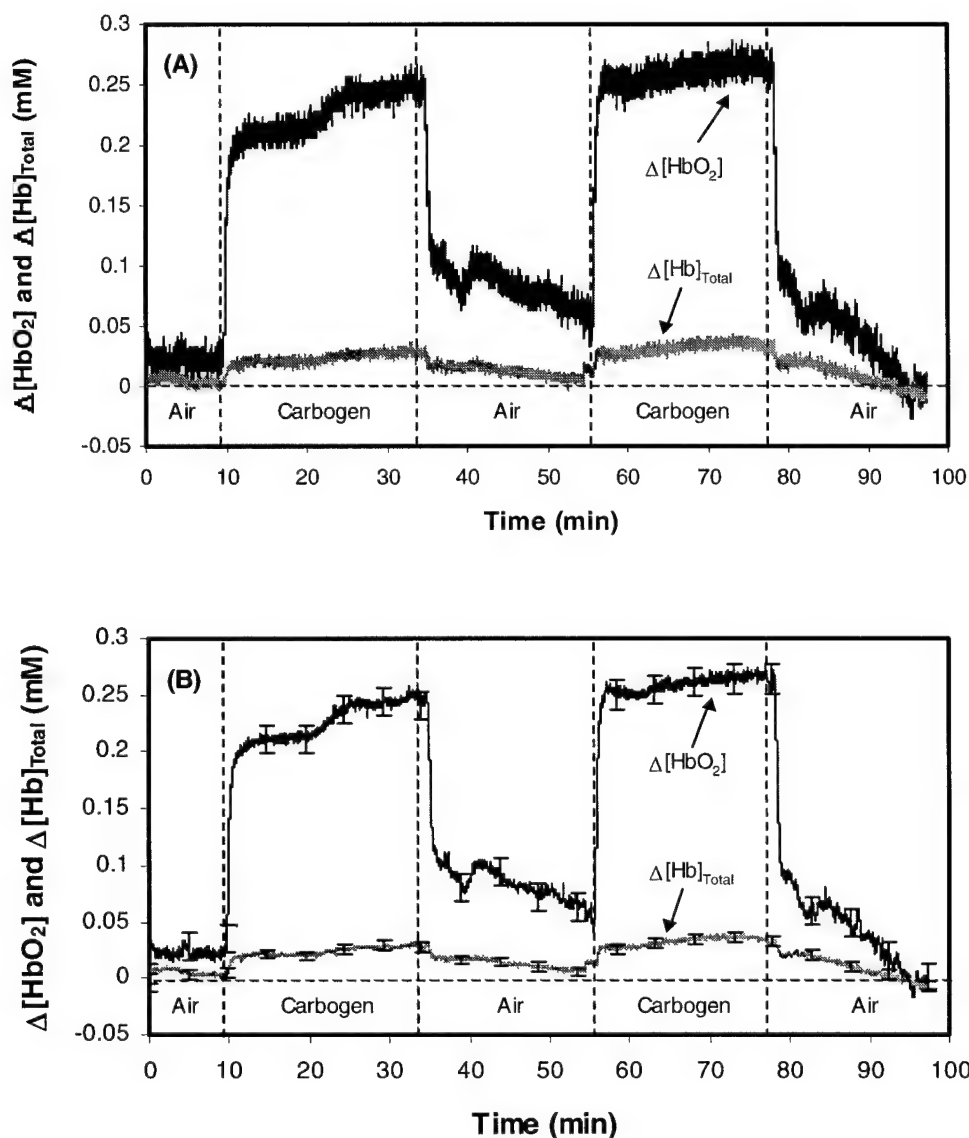 (A)
Δ[HbO2] and Δ[Hb]Total (mM)
0.3
0.25
0.2
0.15
0.1
0.05
0
-0.05
Δ[HbO2]
Δ[Hb]Total
Air Carbogen Air Carbogen Air
0 10 20 30 40 50 60 70 80 90 100
Time (min)
(B)
Δ[HbO2] and Δ[Hb]Total (mM)
0.3
0.25
0.2
0.15
0.1
0.05
0
-0.05
Δ[HbO2]
Δ[Hb]Total
Air Carbogen Air Carbogen Air
0 10 20 30 40 50 60 70 80 90 100
Time (min)